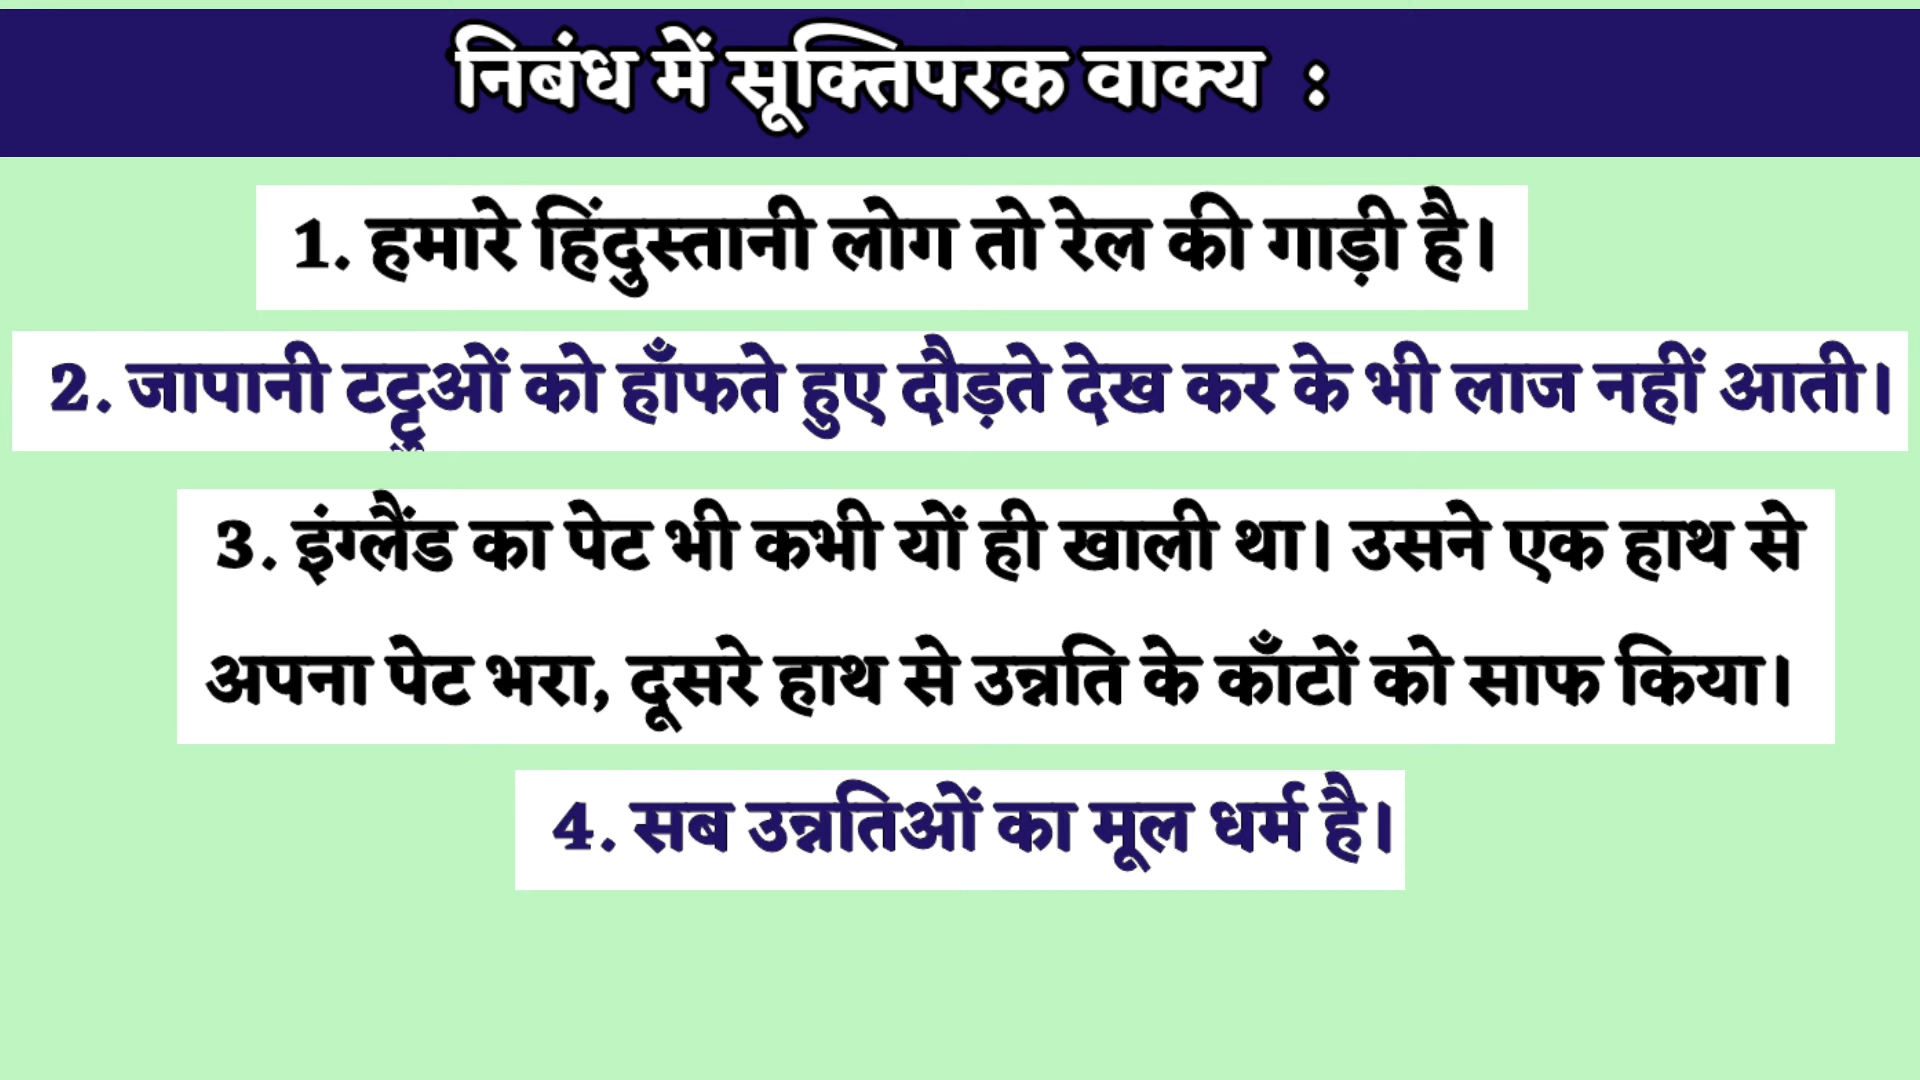 निबंध में सूक्तिपरक वाक्य :
1. हमारे हिंदुस्तानी लोग तो रेल की गाड़ी है।
2. जापानी टट्टुओं को हाँफते हुए दौड़ते देख कर के भी लाज नहीं आती।
3. इंग्लैंड का पेट भी कभी यों ही खाली था। उसने एक हाथ से
अपना पेट भरा, दूसरे हाथ से उन्नति के काँटों को साफ किया।
4. सब उन्नतिओं का मूल धर्म है।